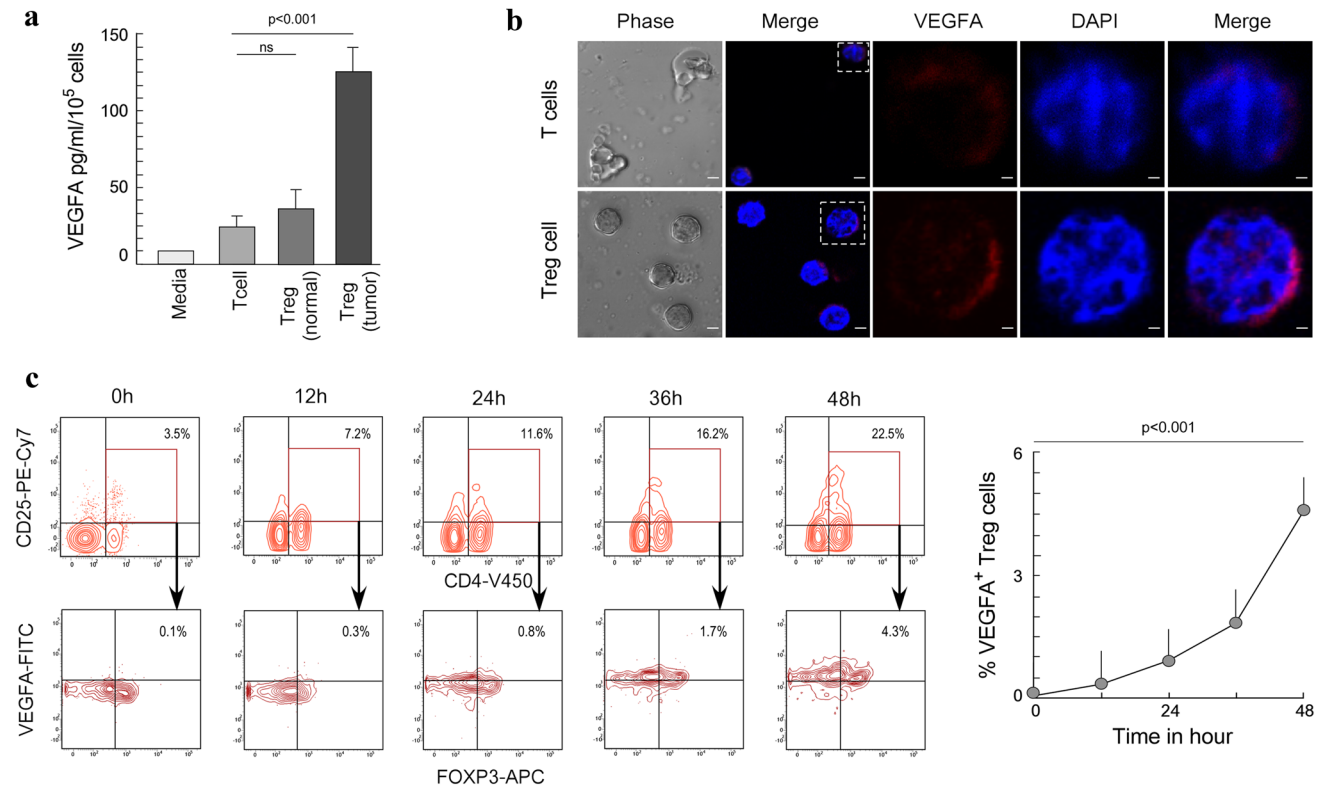 a
p<0.001
ns
VEGFA pg/ml/10⁵ cells
150
100
50
0
Media
Tcell
Treg
(normal)
Treg
(tumor)
b
Phase Merge VEGFA DAPI Merge
T cells
Treg cell
c
0h 12h 24h 36h 48h
CD25-PE-Cy7
3.5% 7.2% 11.6% 16.2% 22.5%
CD4-V450
VEGFA-FITC
0.1% 0.3% 0.8% 1.7% 4.3%
FOXP3-APC
p<0.001
% VEGFA⁺ Treg cells
6
3
0
0 24 48
Time in hour